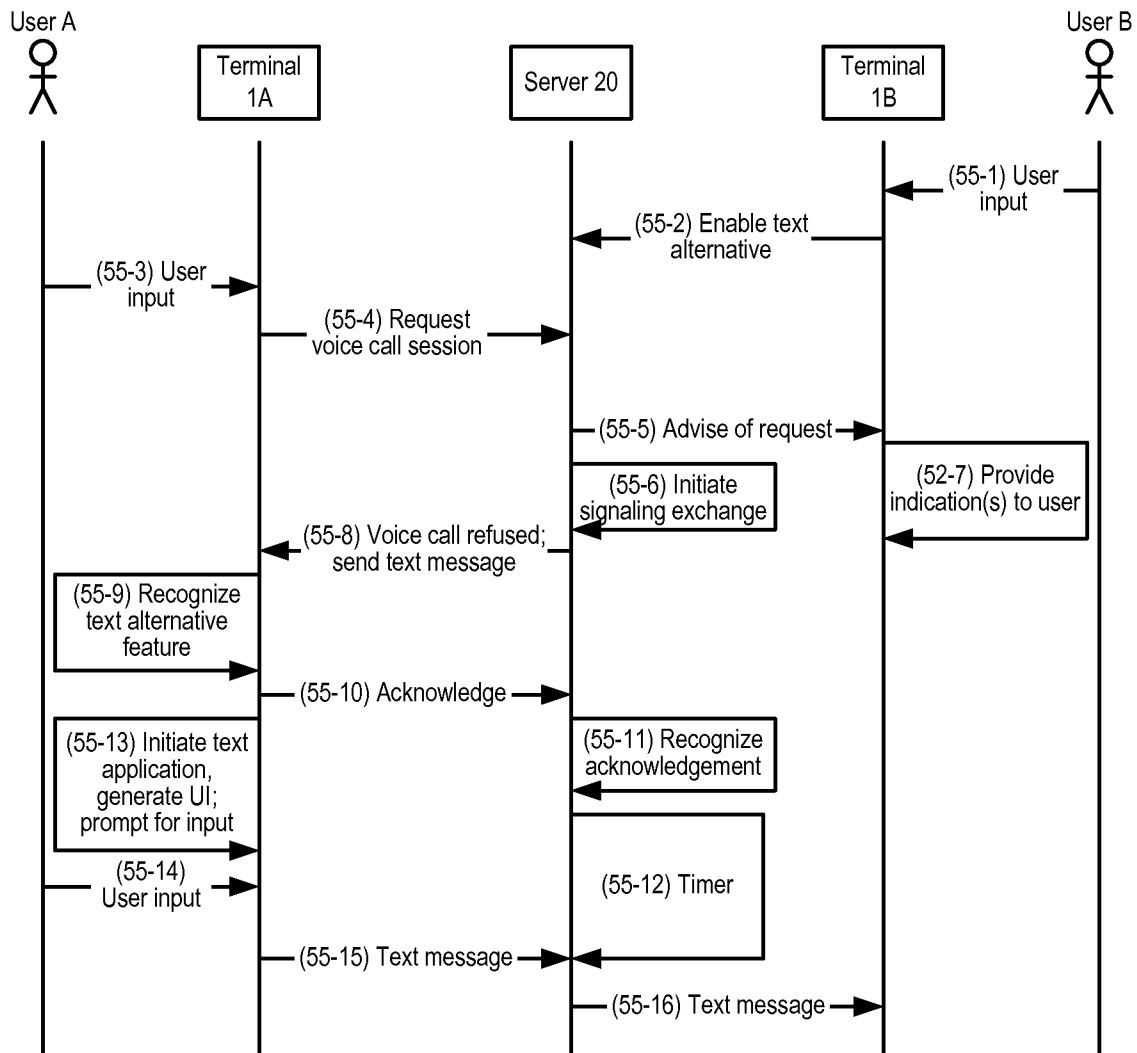 User A
User B
Terminal
1A
Server 20
Terminal
1B
(55-1) User
input
(55-2) Enable text
alternative
(55-3) User
input
(55-4) Request
voice call session
(55-5) Advise of request
(55-6) Initiate
signaling exchange
(52-7) Provide
indication(s) to user
(55-8) Voice call refused;
send text message
(55-9) Recognize
text alternative
feature
(55-10) Acknowledge
(55-11) Recognize
acknowledgement
(55-13) Initiate text
application,
generate UI;
prompt for input
(55-14)
User input
(55-12) Timer
(55-15) Text message
(55-16) Text message